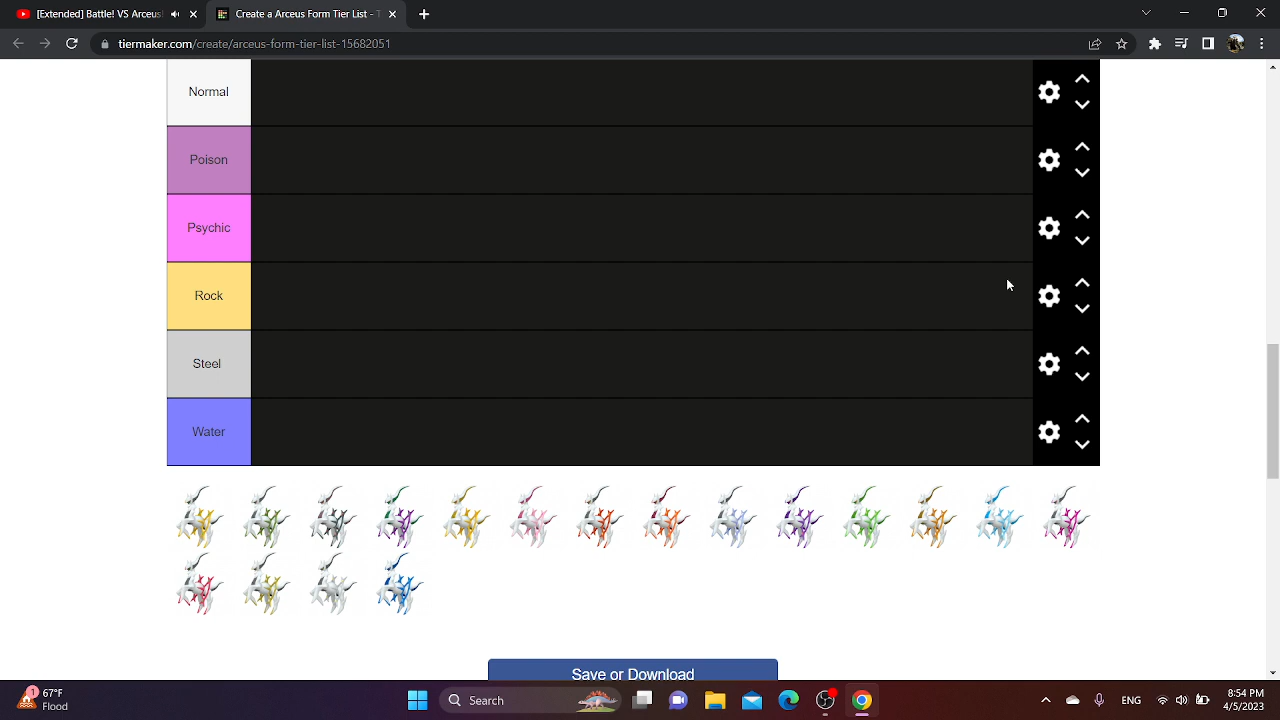 [Extended] Battle! VS Arceus
Create a Arceus Form Tier List - T
tiermaker.com/create/arceus-form-tier-list-15682051
Normal
Poison
Psychic
Rock
Steel
Water
Save or Download
1
67°F
Flood
Search
ENG
8:54 PM
4/5/2023